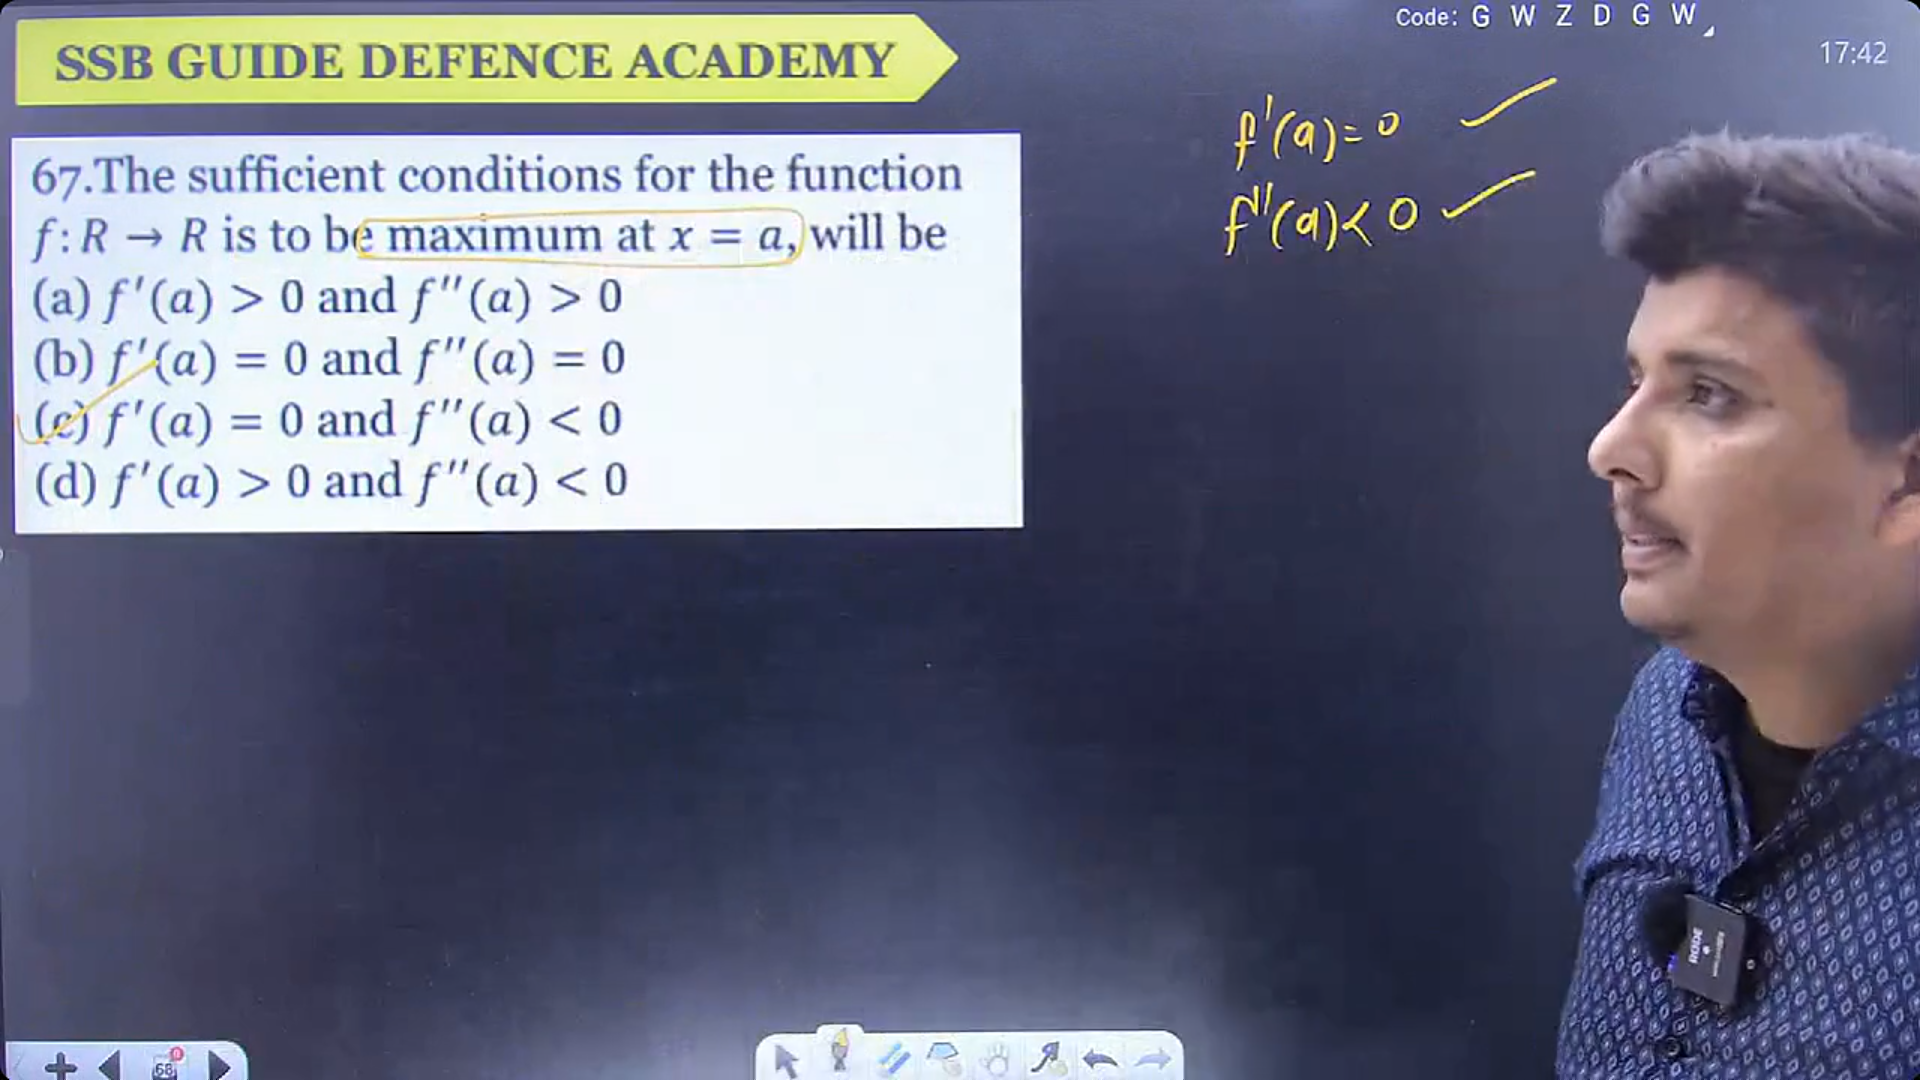 Code: G W Z D G W
17:42
SSB GUIDE DEFENCE ACADEMY
67.The sufficient conditions for the function
f: R → R is to be maximum at x = a, will be
(a) f′(a) > 0 and f″(a) > 0
(b) f′(a) = 0 and f″(a) = 0
(c) f′(a) = 0 and f″(a) < 0
(d) f′(a) > 0 and f″(a) < 0
f'(a)=0
f"(a)<0
RODE
68